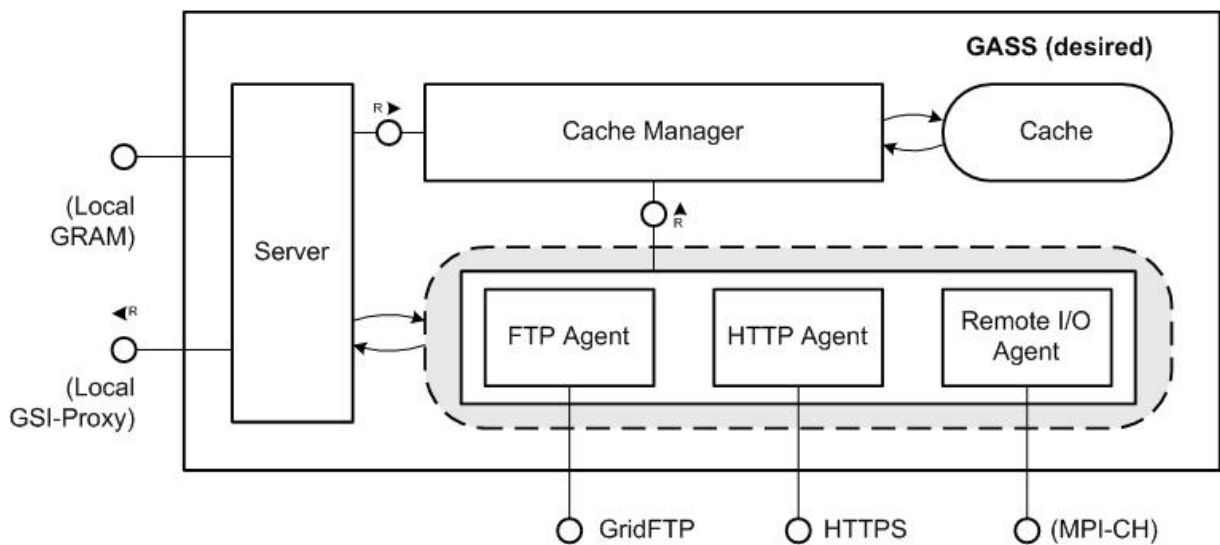 GASS (desired)
R
Cache Manager
Cache
(Local
GRAM)
R
Server
R
FTP Agent
HTTP Agent
Remote I/O
Agent
(Local
GSI-Proxy)
GridFTP
HTTPS
(MPI-CH)